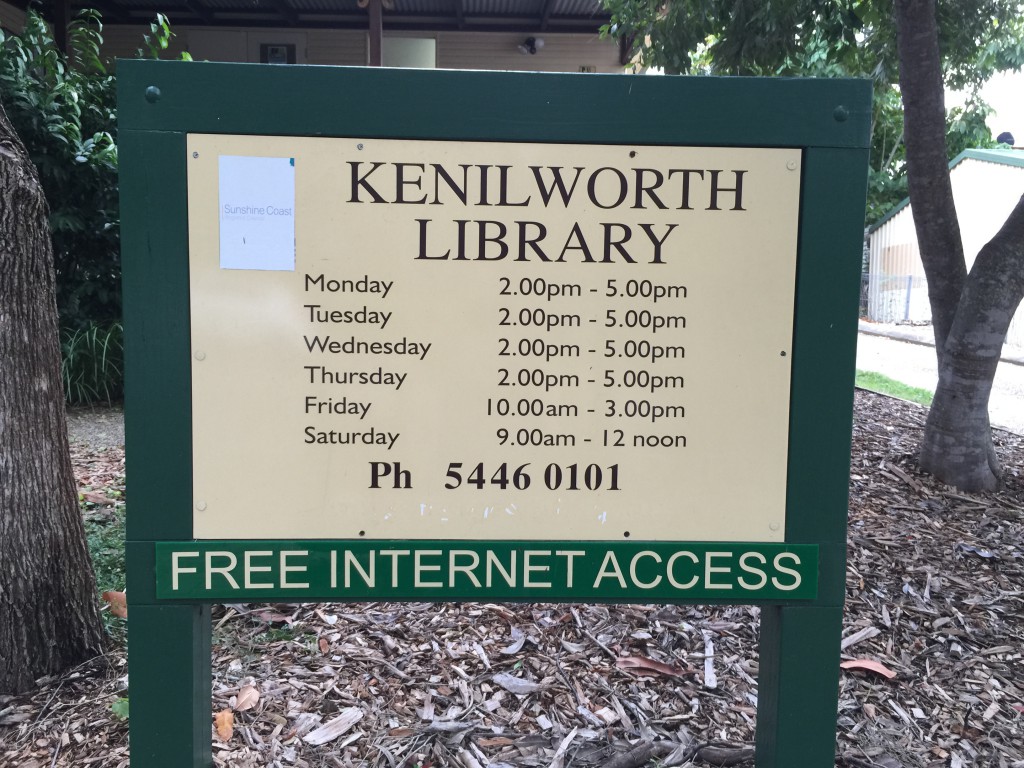 Sunshine Coast
KENILWORTH
LIBRARY
Monday 2.00pm - 5.00pm
Tuesday 2.00pm - 5.00pm
Wednesday 2.00pm - 5.00pm
Thursday 2.00pm - 5.00pm
Friday 10.00am - 3.00pm
Saturday 9.00am - 12 noon
Ph 5446 0101
FREE INTERNET ACCESS